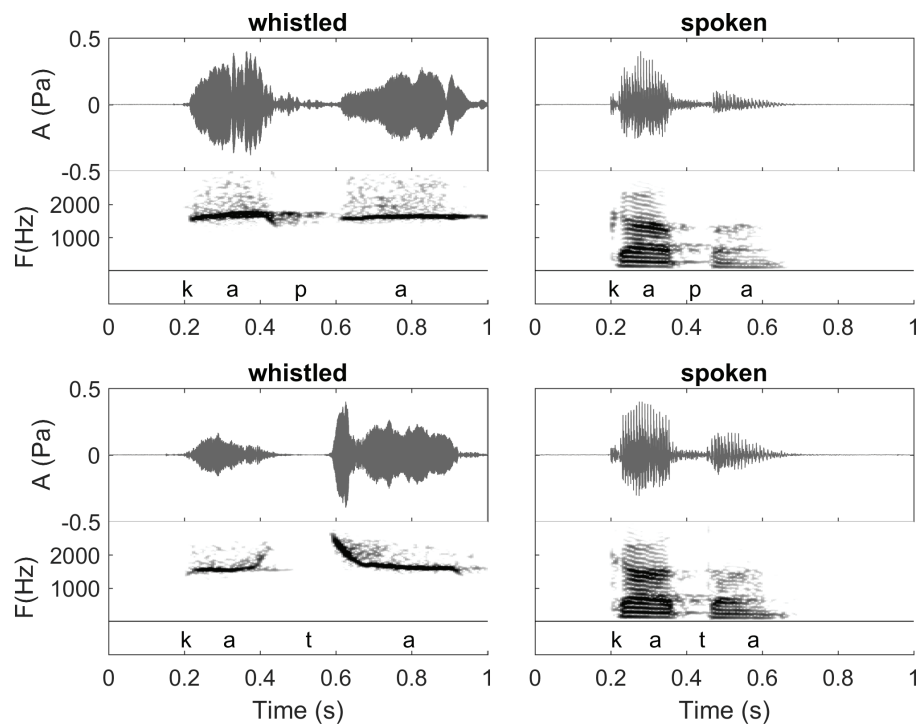 whistled
spoken
0.5
0
-0.5
A (Pa)
2000
1000
F(Hz)
k a p a
k a p a
0 0.2 0.4 0.6 0.8 1
0 0.2 0.4 0.6 0.8 1
whistled
spoken
0.5
0
-0.5
A (Pa)
2000
1000
F(Hz)
k a t a
k a t a
0 0.2 0.4 0.6 0.8 1
0 0.2 0.4 0.6 0.8 1
Time (s)
Time (s)